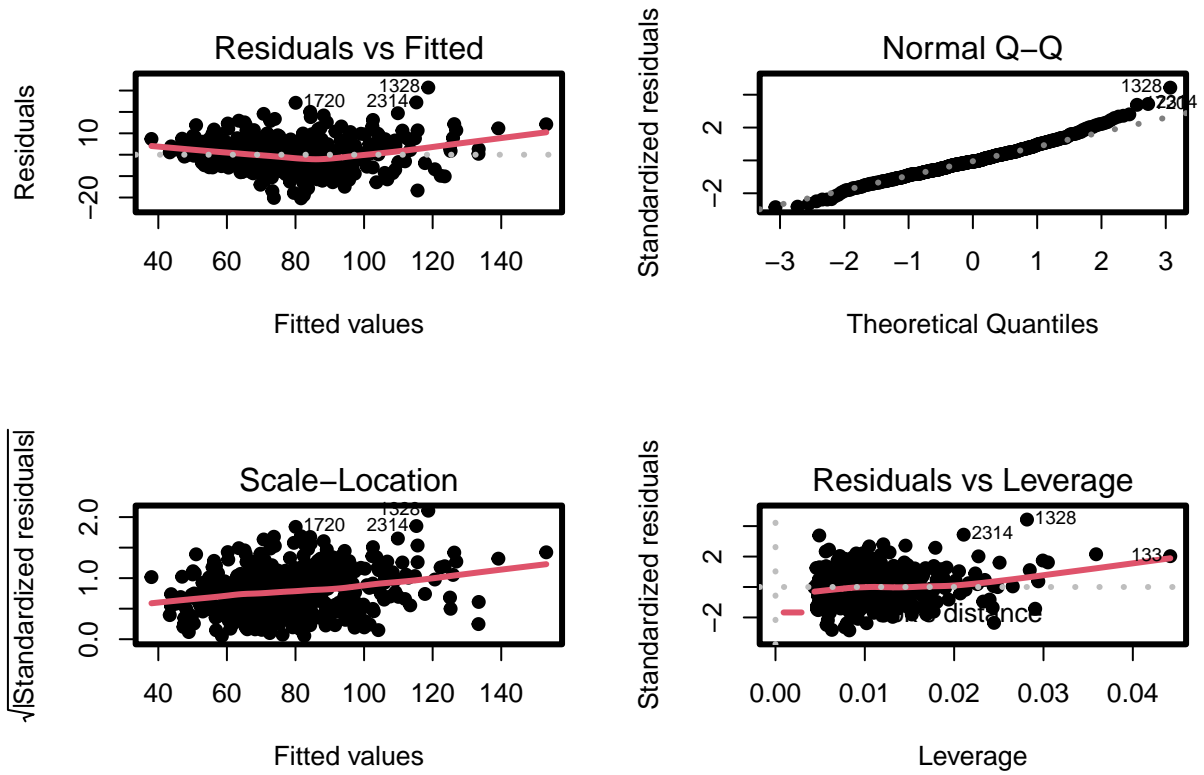 Residuals vs Fitted
Residuals
10
−20
1328
1720
2314
40 60 80 100 120 140
Fitted values
Normal Q−Q
Standardized residuals
2
−2
1328
2314
−3 −2 −1 0 1 2 3
Theoretical Quantiles
Scale−Location
√|Standardized residuals|
2.0
1.0
0.0
1328
1720
2314
40 60 80 100 120 140
Fitted values
Residuals vs Leverage
Standardized residuals
2
−2
1328
2314
133
distance
0.00 0.01 0.02 0.03 0.04
Leverage